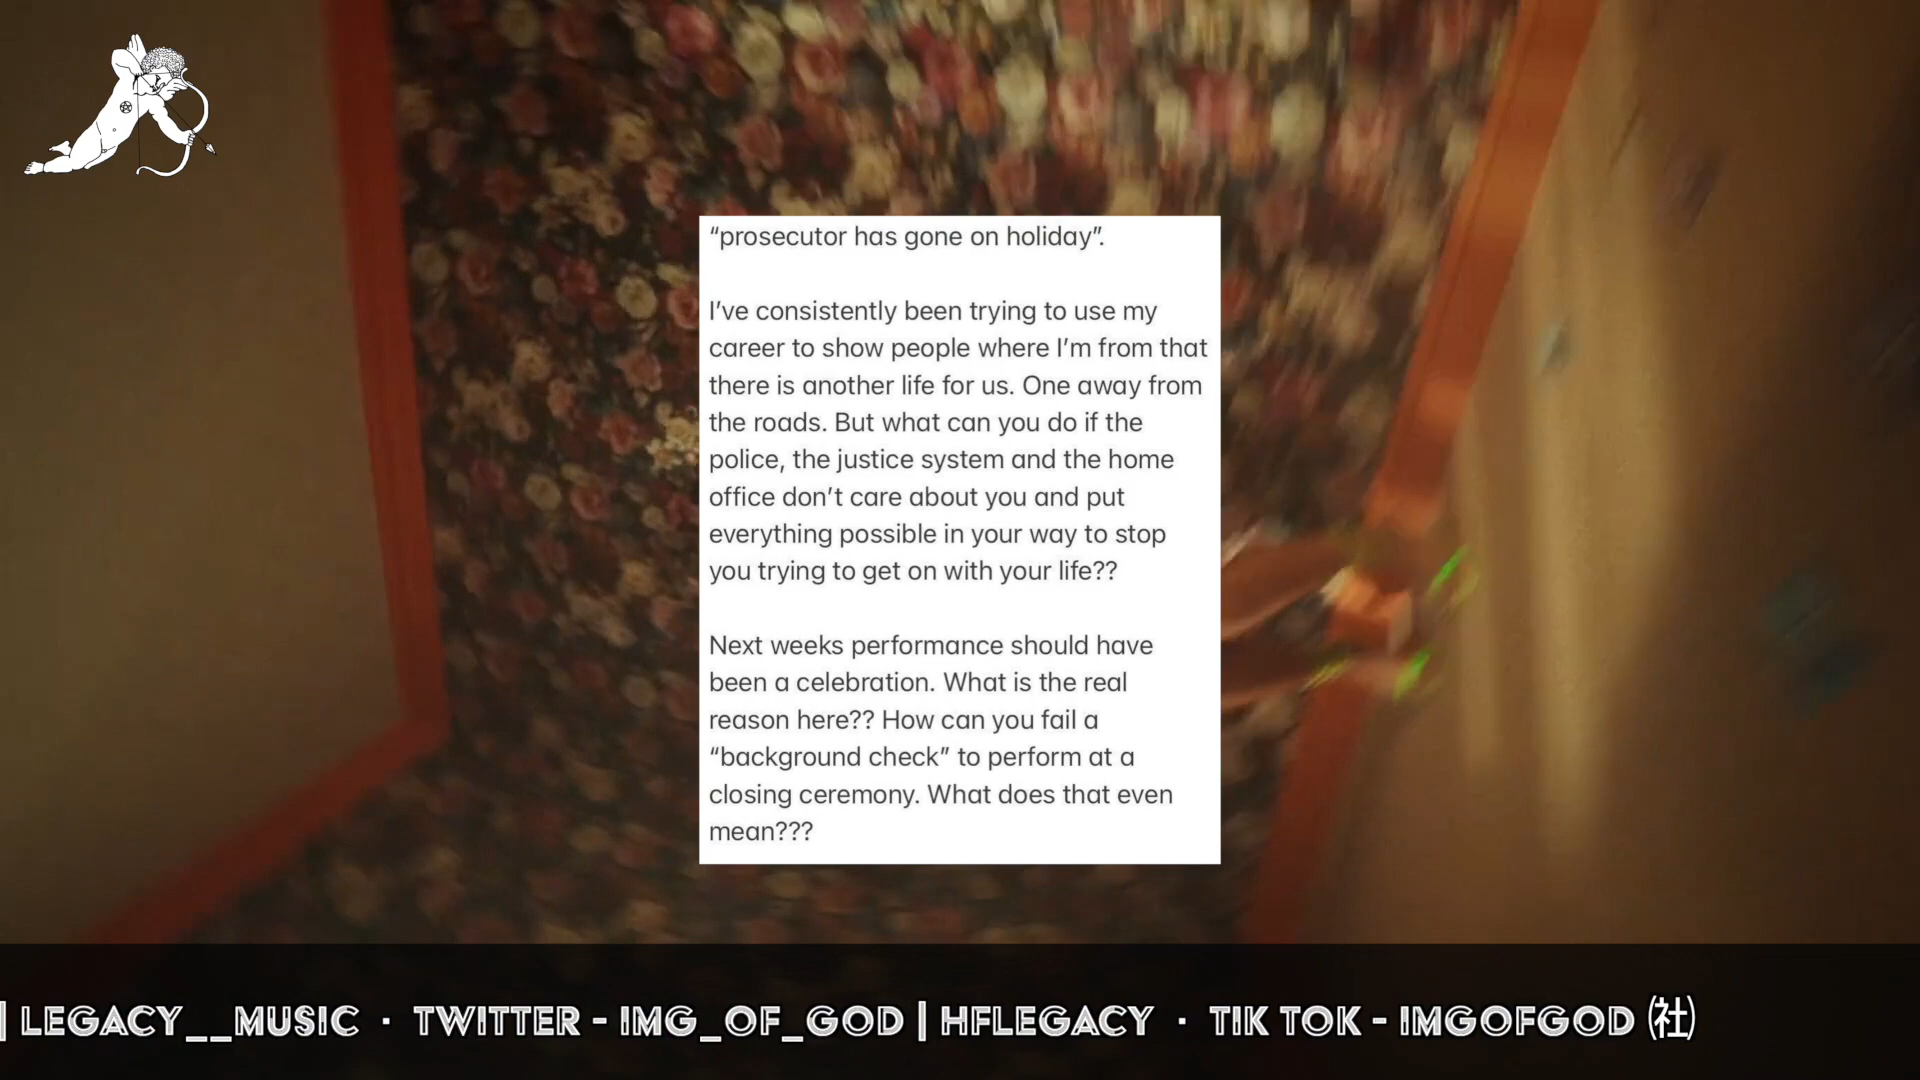 “prosecutor has gone on holiday”.
I’ve consistently been trying to use my
career to show people where I’m from that
there is another life for us. One away from
the roads. But what can you do if the
police, the justice system and the home
office don’t care about you and put
everything possible in your way to stop
you trying to get on with your life??
Next weeks performance should have
been a celebration. What is the real
reason here?? How can you fail a
“background check” to perform at a
closing ceremony. What does that even
mean???
| LEGACY__MUSIC · TWITTER - IMG_OF_GOD | HFLEGACY · TIK TOK - IMGOFGOD ㈳